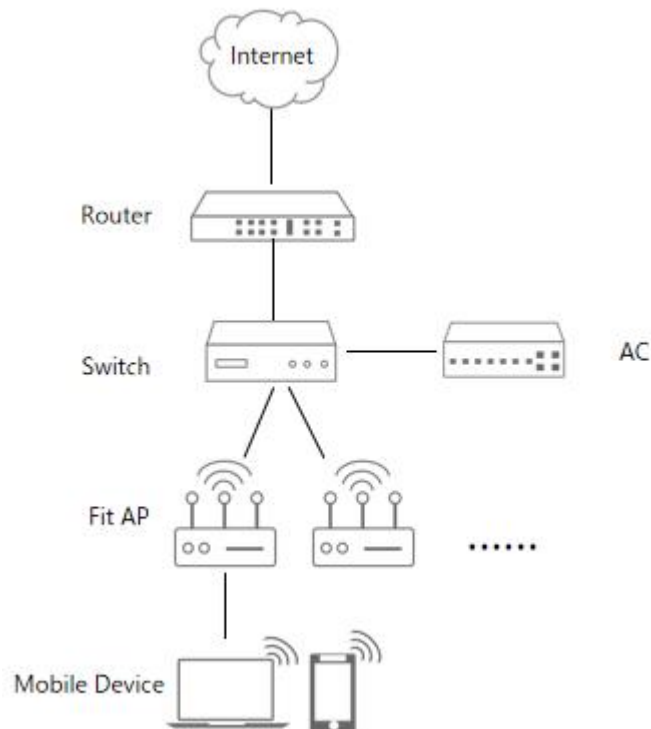 Internet
Router
Switch
AC
Fit AP
......
Mobile Device